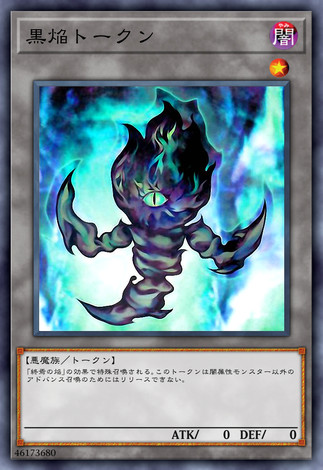 黒焔トークン
やみ
闇
【悪魔族／トークン】
「終焉の焔」の効果で特殊召喚される。このトークンは闇属性モンスター以外の
アドバンス召喚のためにはリリースできない。
ATK/ 0 DEF/ 0
46173680